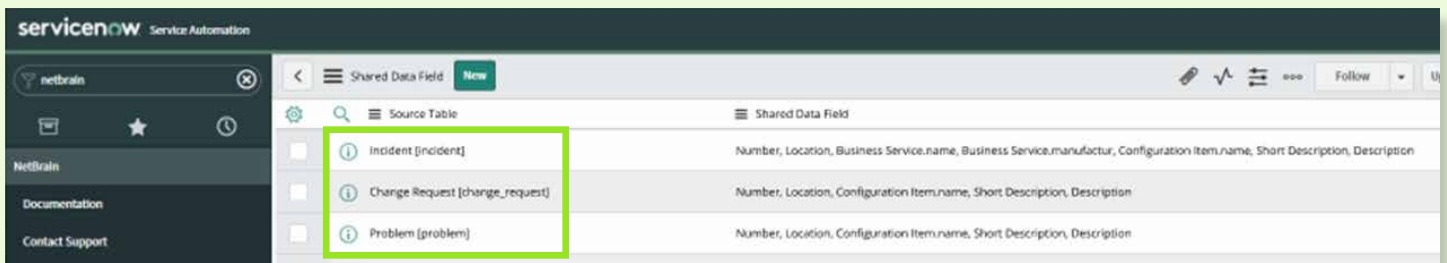 servicenow Service Automation
netbrain
Shared Data Field New Follow
Source Table Shared Data Field
Incident [incident] Number, Location, Business Service.name, Business Service.manufactur, Configuration Item.name, Short Description, Description
NetBrain
Change Request [change_request] Number, Location, Configuration Item.name, Short Description, Description
Documentation
Problem [problem] Number, Location, Configuration Item.name, Short Description, Description
Contact Support